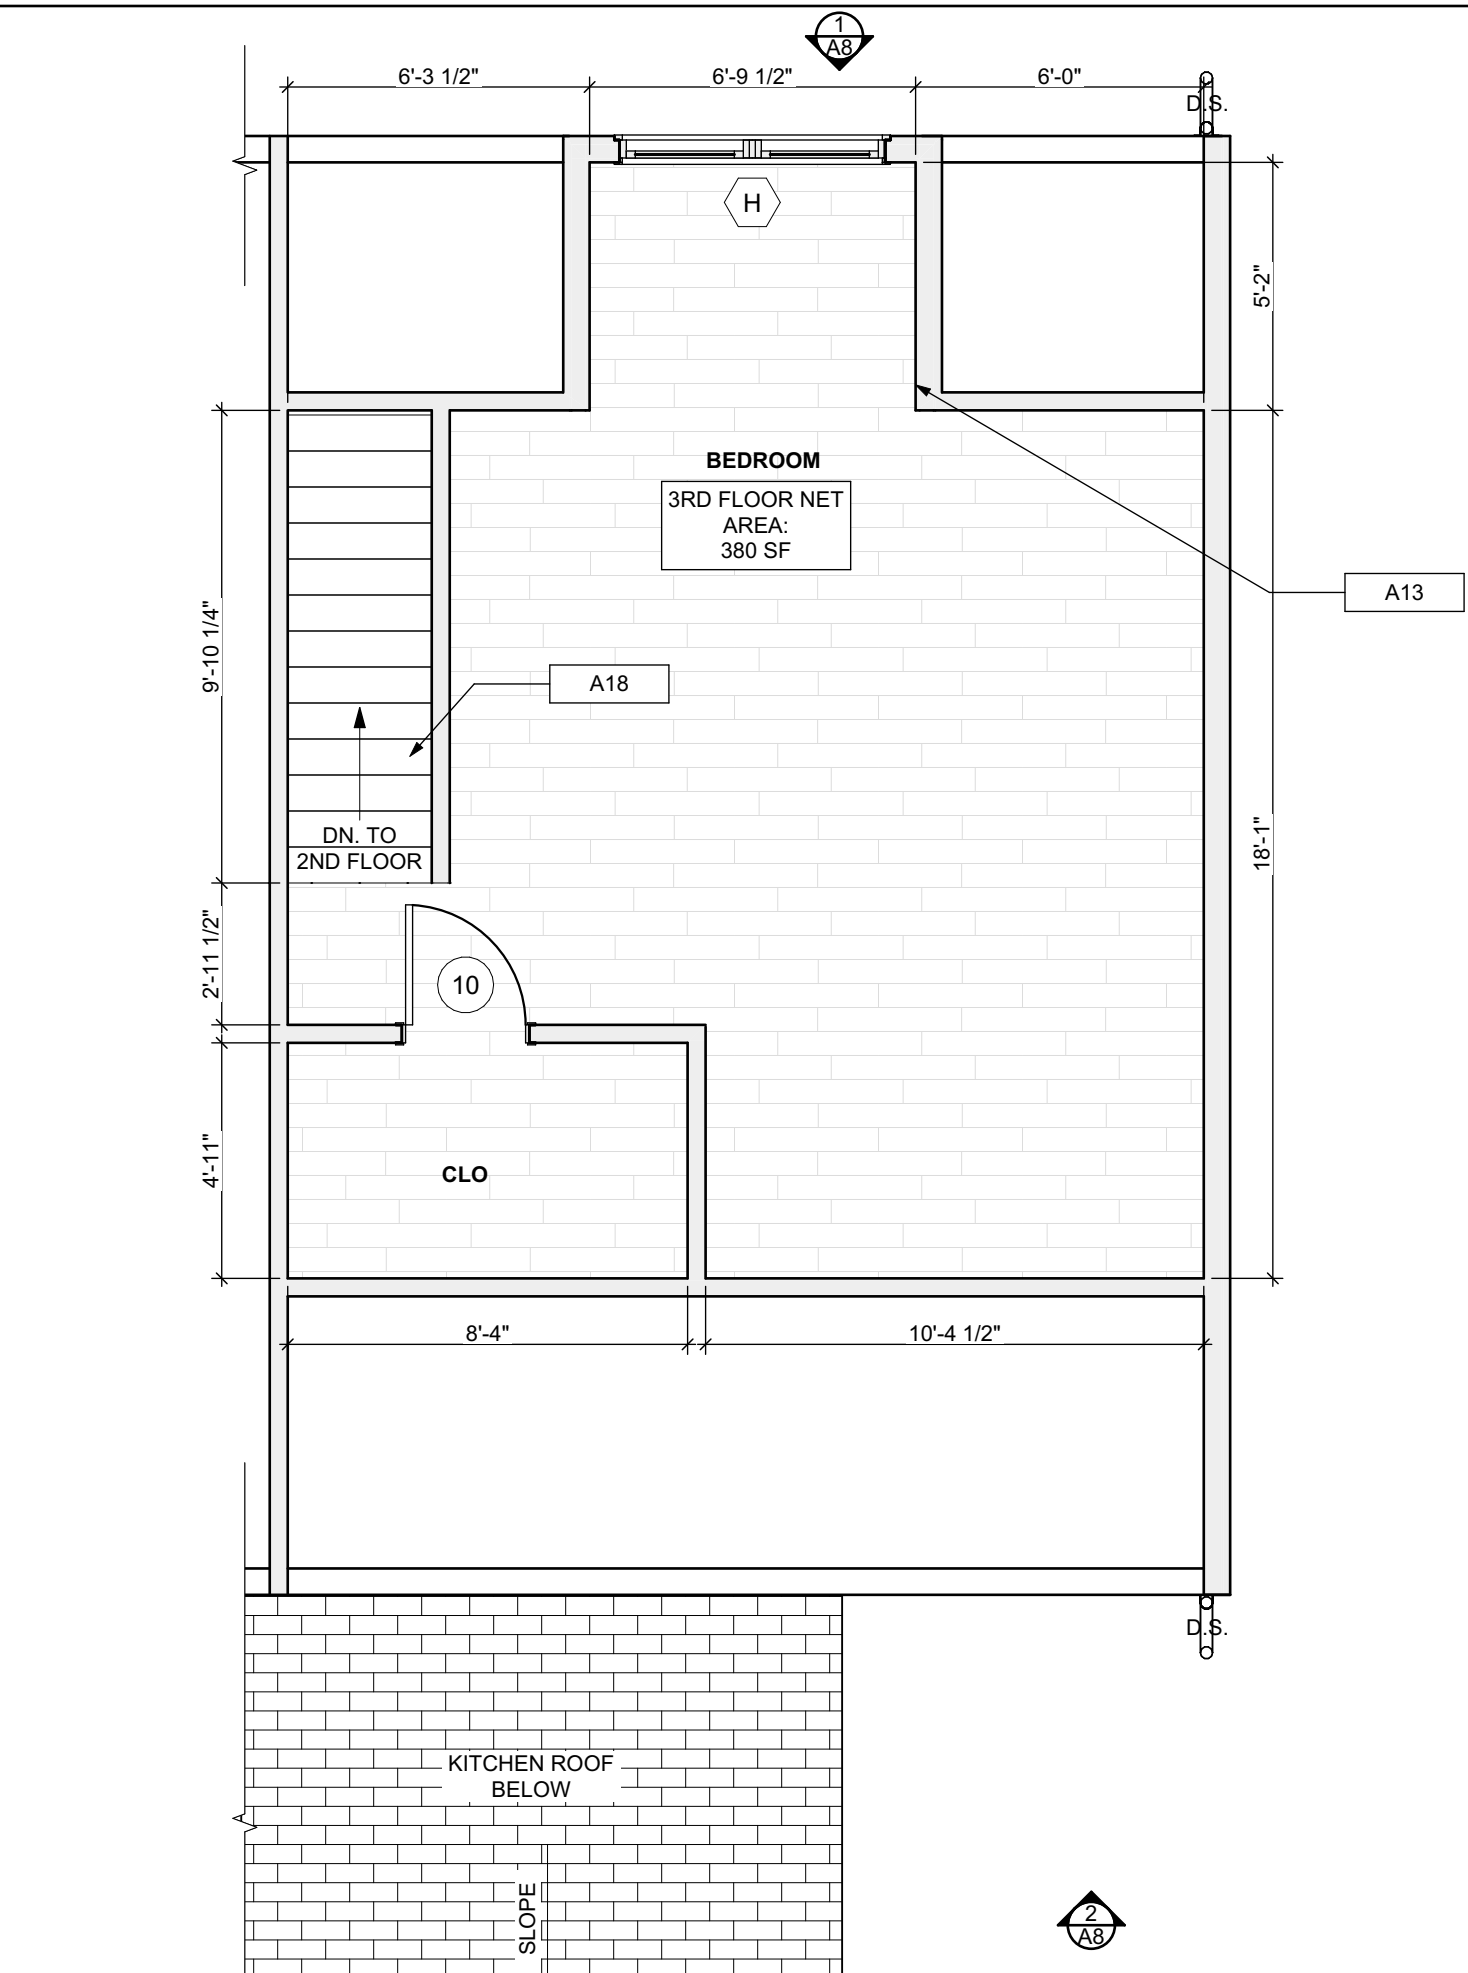 1
A8
6'-3 1/2"
6'-9 1/2"
6'-0"
D.S.
H
5'-2"
BEDROOM
3RD FLOOR NET
AREA:
380 SF
A13
9'-10 1/4"
A18
DN. TO
2ND FLOOR
18'-1"
2'-11 1/2"
10
4'-11"
CLO
8'-4"
10'-4 1/2"
D.S.
KITCHEN ROOF
BELOW
SLOPE
2
A8